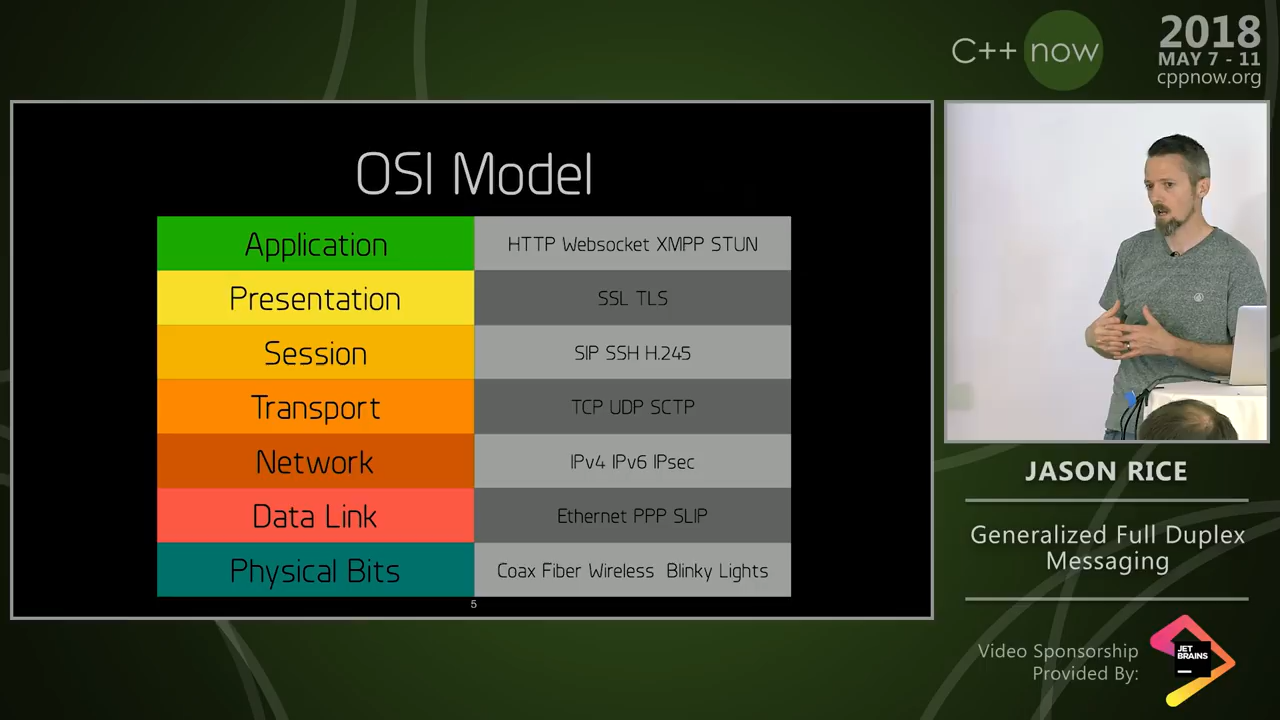 C++ now
2018
MAY 7 - 11
cppnow.org
OSI Model
Application HTTP Websocket XMPP STUN
Presentation SSL TLS
Session SIP SSH H.245
Transport TCP UDP SCTP
Network IPv4 IPv6 IPsec
Data Link Ethernet PPP SLIP
Physical Bits Coax Fiber Wireless Blinky Lights
5
JASON RICE
Generalized Full Duplex
Messaging
Video Sponsorship
Provided By:
JET
BRAINS